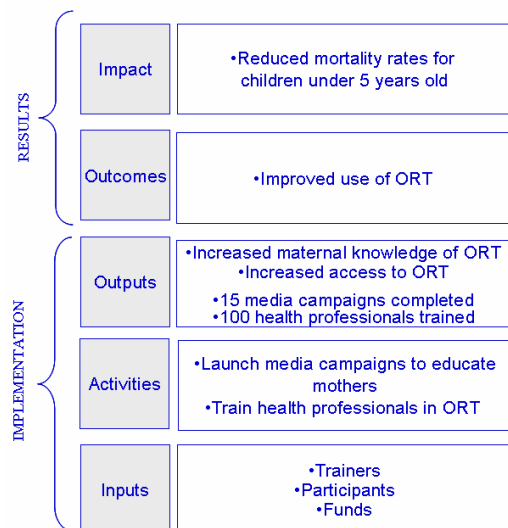 RESULTS
Impact
•Reduced mortality rates for
children under 5 years old
Outcomes
•Improved use of ORT
IMPLEMENTATION
Outputs
•Increased maternal knowledge of ORT
•Increased access to ORT
•15 media campaigns completed
•100 health professionals trained
Activities
•Launch media campaigns to educate
mothers
•Train health professionals in ORT
Inputs
•Trainers
•Participants
•Funds